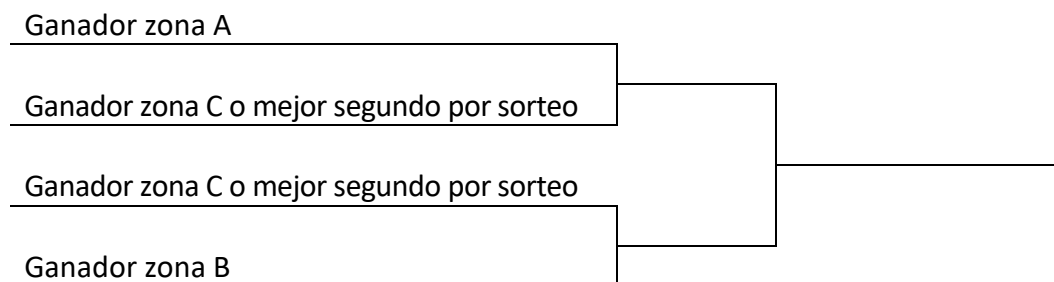 Ganador zona A
Ganador zona C o mejor segundo por sorteo
Ganador zona C o mejor segundo por sorteo
Ganador zona B